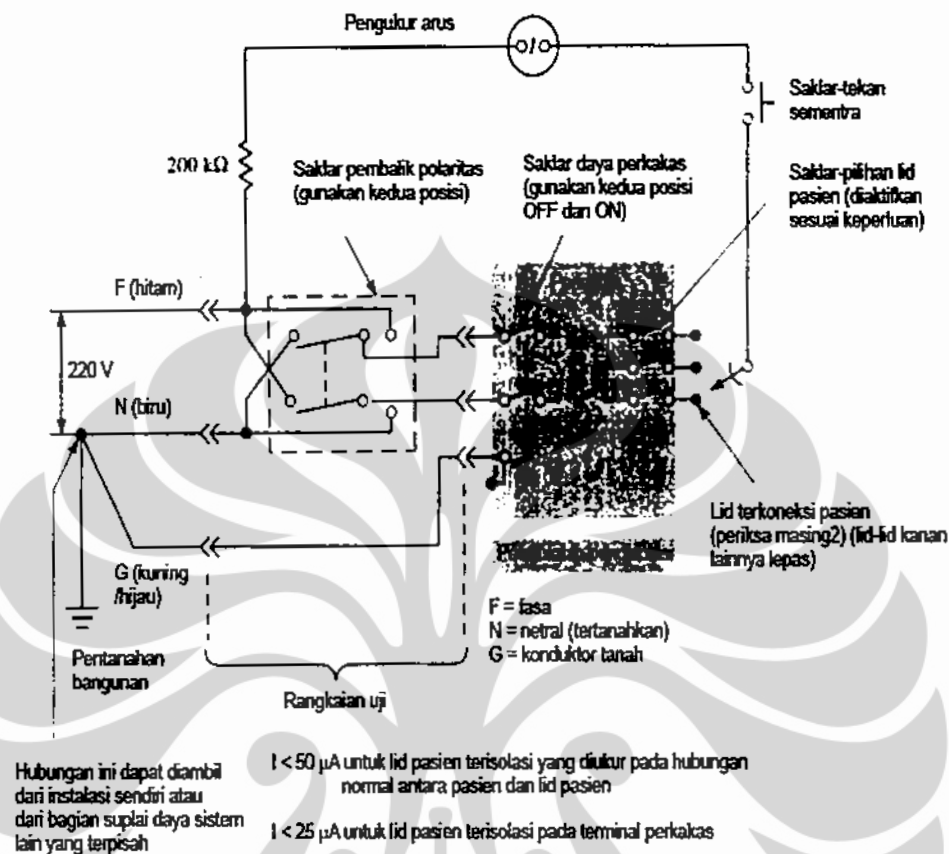 Pengukur arus
Saklar-tekan
sementra
200 kΩ
Saklar pembalik polaritas
(gunakan kedua posisi)
Saklar daya perkakas
(gunakan kedua posisi
OFF dan ON)
Saklar-pilihan lid
pasien (diaktifkan
sesuai keperluan)
F (hitam)
220 V
N (biru)
G (kuning
/hijau)
Pentanahan
bangunan
Rangkaian uji
Lid terkoneksi pasien
(periksa masing2) (lid-lid kanan
lainnya lepas)
F = fasa
N = netral (tertanahkan)
G = konduktor tanah
Hubungan ini dapat diambil
dari instalasi sendiri atau
dari bagian suplai daya sistem
lain yang terpisah
I < 50 µA untuk lid pasien terisolasi yang diukur pada hubungan
normal antara pasien dan lid pasien
I < 25 µA untuk lid pasien terisolasi pada terminal perkakas